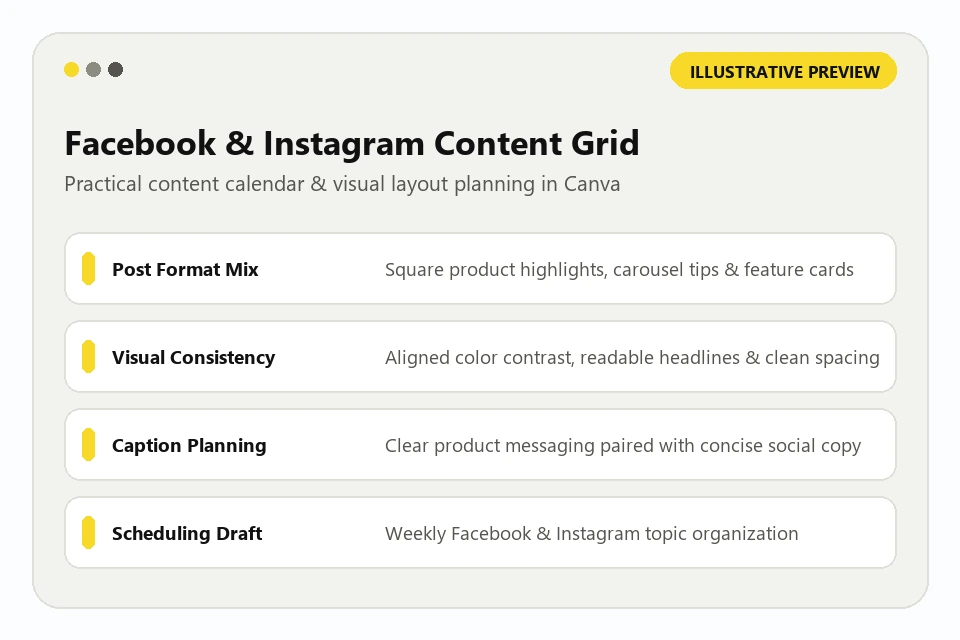 ILLUSTRATIVE PREVIEW
Facebook & Instagram Content Grid
Practical content calendar & visual layout planning in Canva
Post Format Mix
Square product highlights, carousel tips & feature cards
Visual Consistency
Aligned color contrast, readable headlines & clean spacing
Caption Planning
Clear product messaging paired with concise social copy
Scheduling Draft
Weekly Facebook & Instagram topic organization